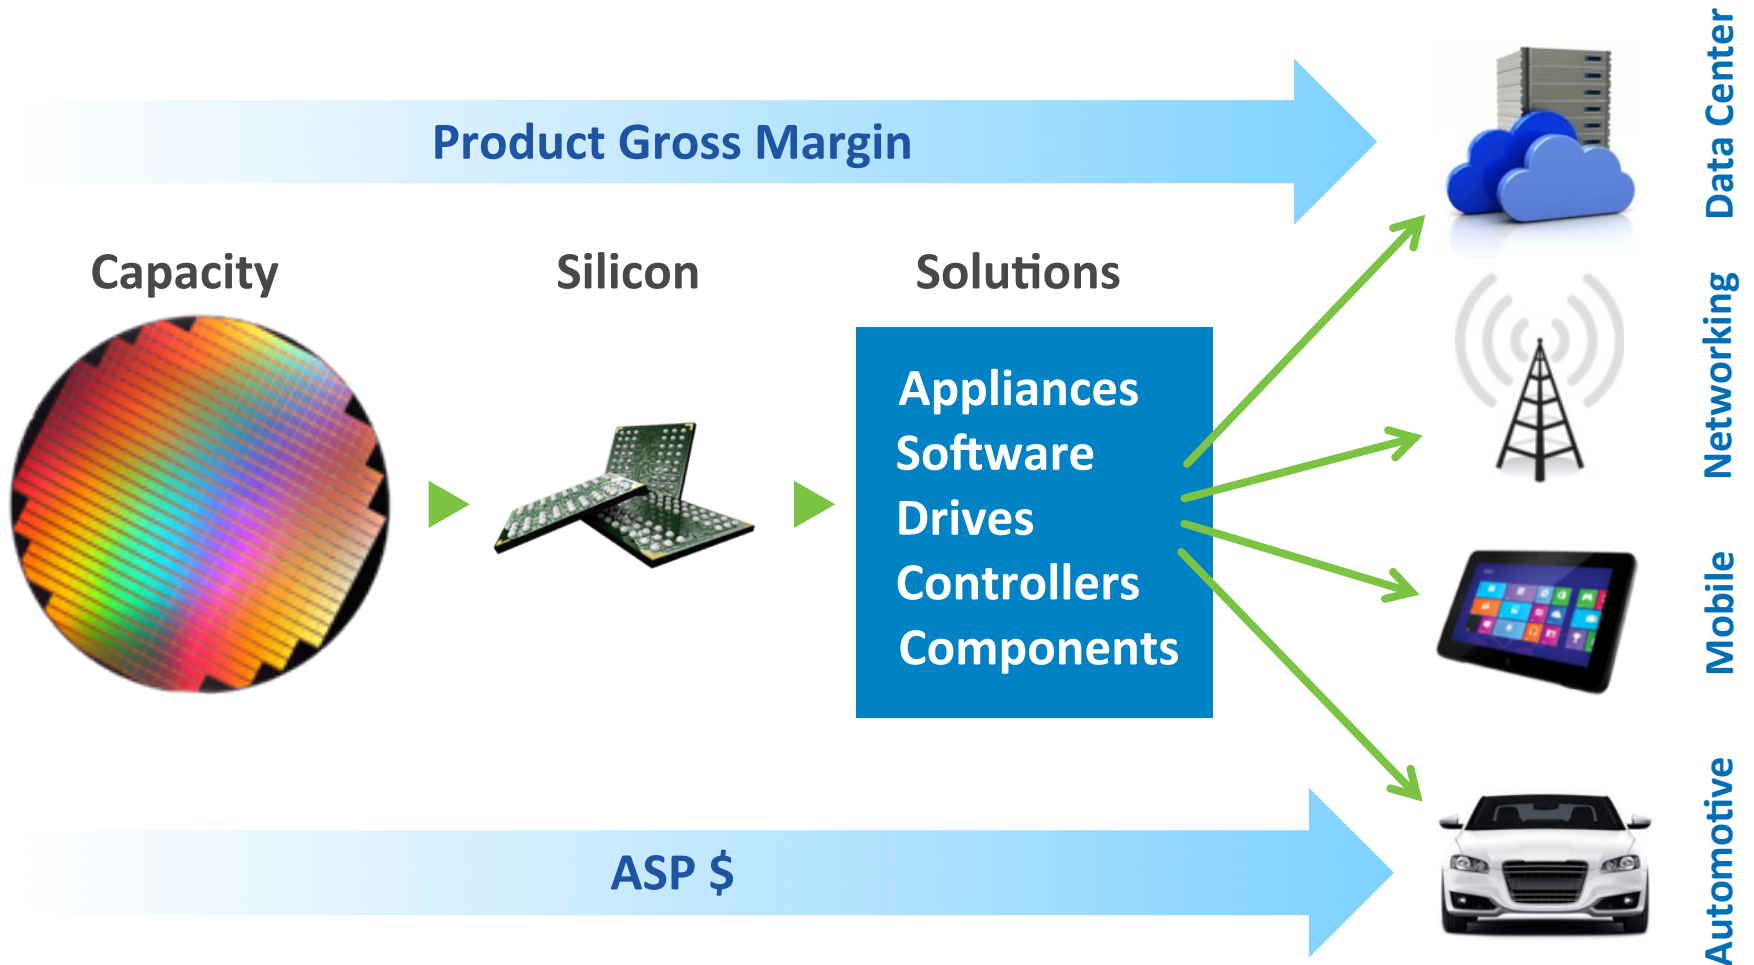 Product Gross Margin
Capacity
Silicon
Solutions
Appliances
Software
Drives
Controllers
Components
ASP $
Data Center
Networking
Mobile
Automotive